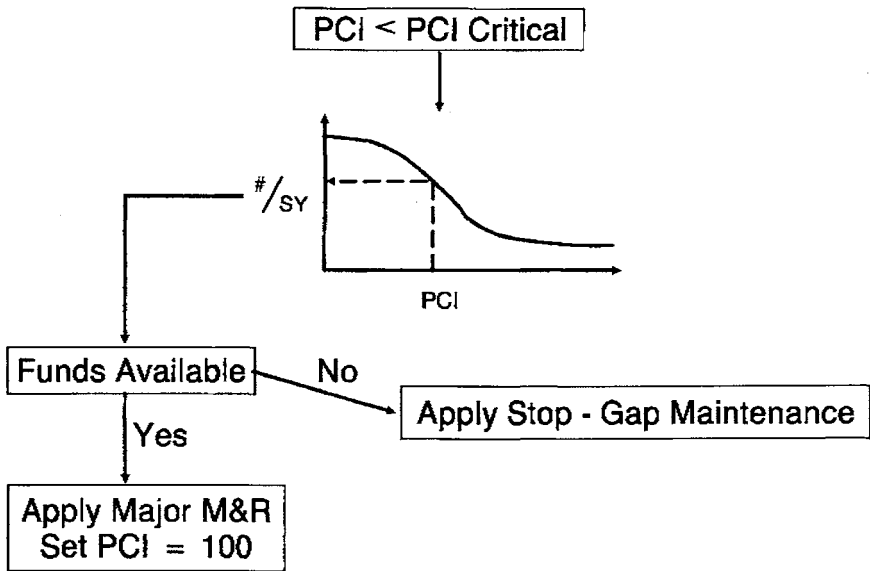 PCI < PCI Critical
#/SY
PCI
Funds Available
No
Apply Stop - Gap Maintenance
Yes
Apply Major M&R
Set PCI = 100